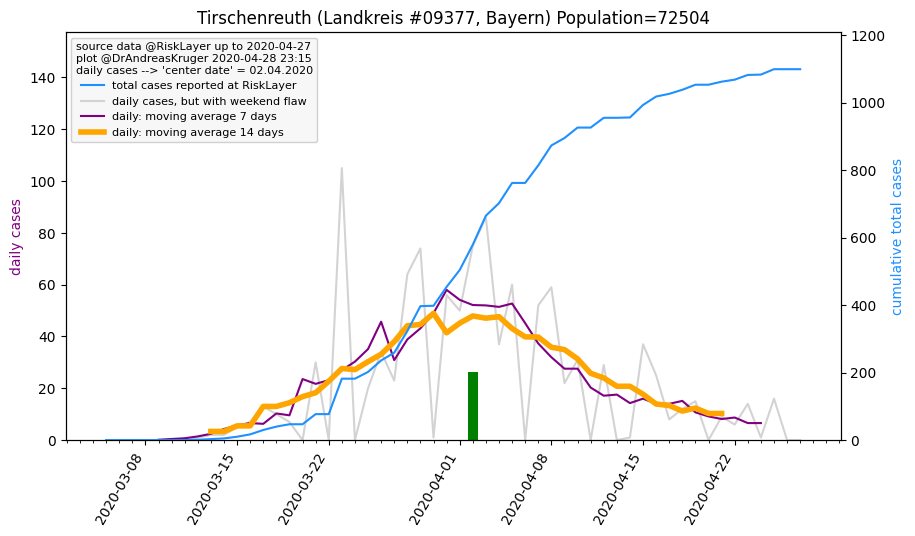 Tirschenreuth (Landkreis #09377, Bayern) Population=72504
source data @RiskLayer up to 2020-04-27
plot @DrAndreasKruger 2020-04-28 23:15
daily cases --> 'center date' = 02.04.2020
total cases reported at RiskLayer
daily cases, but with weekend flaw
daily: moving average 7 days
daily: moving average 14 days
daily cases
140
120
100
80
60
40
20
0
cumulative total cases
1200
1000
800
600
400
200
0
2020-03-08
2020-03-15
2020-03-22
2020-04-01
2020-04-08
2020-04-15
2020-04-22